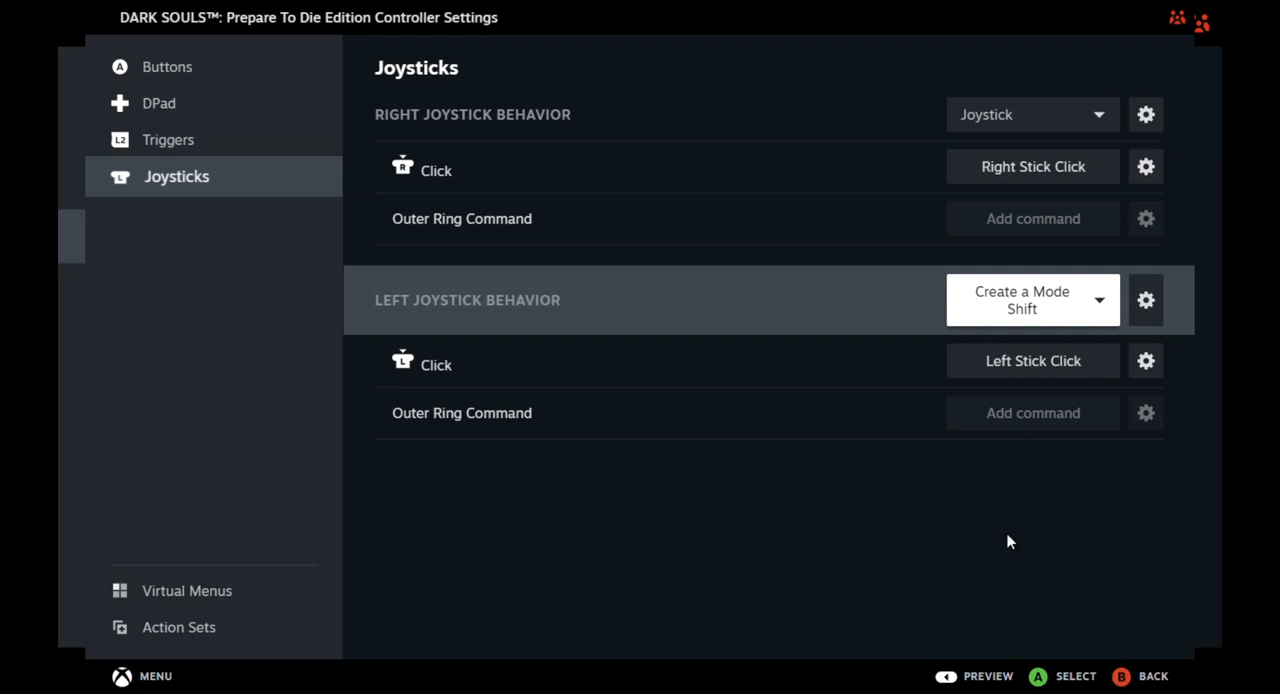 DARK SOULS™: Prepare To Die Edition Controller Settings
A Buttons
DPad
L2 Triggers
L Joysticks
Virtual Menus
Action Sets
Joysticks
RIGHT JOYSTICK BEHAVIOR
Joystick
R Click
Right Stick Click
Outer Ring Command
Add command
LEFT JOYSTICK BEHAVIOR
Create a Mode
Shift
L Click
Left Stick Click
Outer Ring Command
Add command
MENU
PREVIEW
A SELECT
B BACK